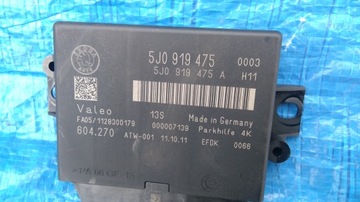 5J0 919 475 0003
5J0 919 475 A H11
Valeo 13S Made in Germany
FA05/1129300179 000007139 Parkhilfe 4K
604.270 ATW-001 11.10.11 EFDK 0066